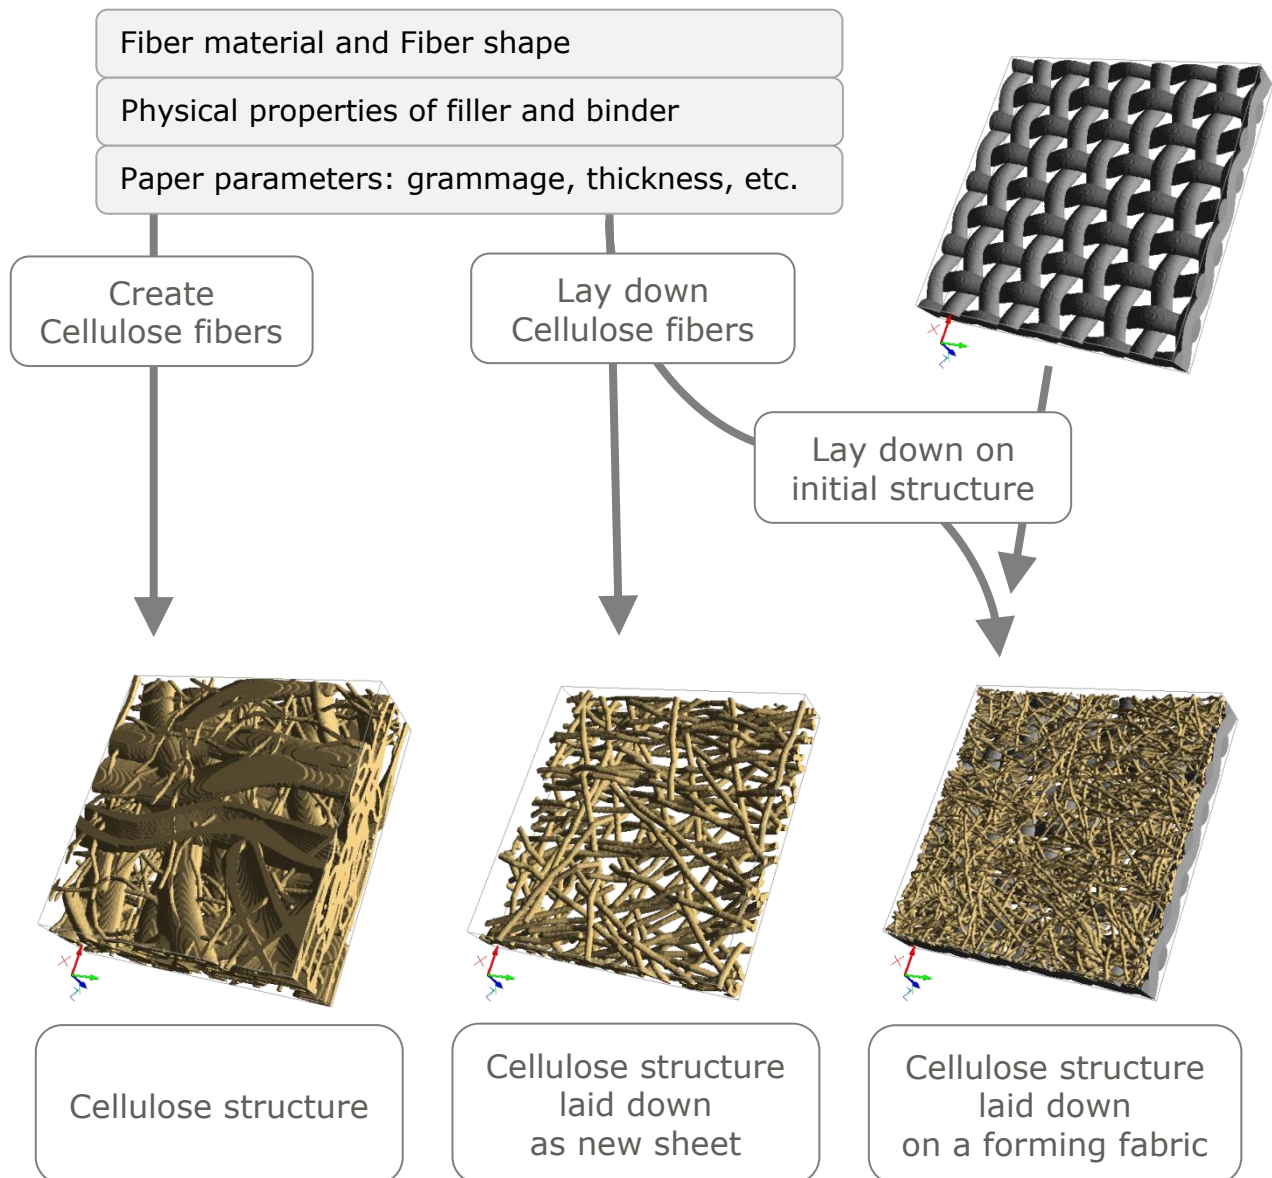 Fiber material and Fiber shape
Physical properties of filler and binder
Paper parameters: grammage, thickness, etc.
Create
Cellulose fibers
Lay down
Cellulose fibers
Lay down on
initial structure
X
Z
X
Z
X
Z
X
Z
Cellulose structure
Cellulose structure
laid down
as new sheet
Cellulose structure
laid down
on a forming fabric